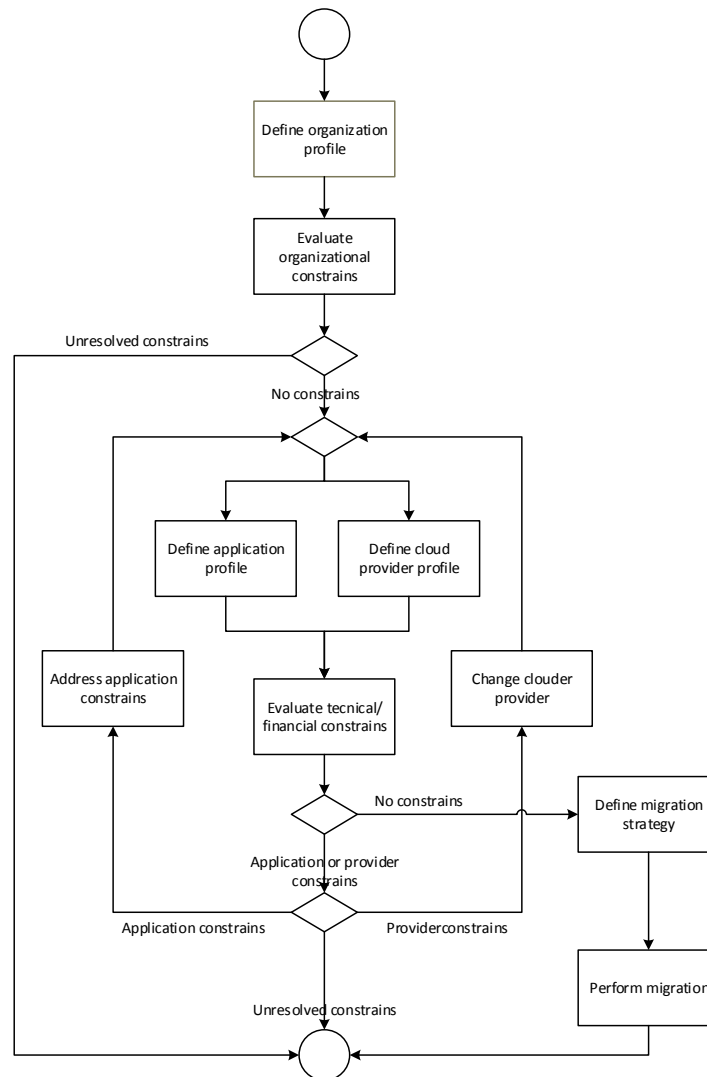 Define organization
profile
Evaluate
organizational
constrains
Unresolved constrains
No constrains
Define application
profile
Define cloud
provider profile
Address application
constrains
Evaluate tecnical/
financial constrains
Change clouder
provider
No constrains
Define migration
strategy
Application or provider
constrains
Application constrains
Providerconstrains
Perform migration
Unresolved constrains